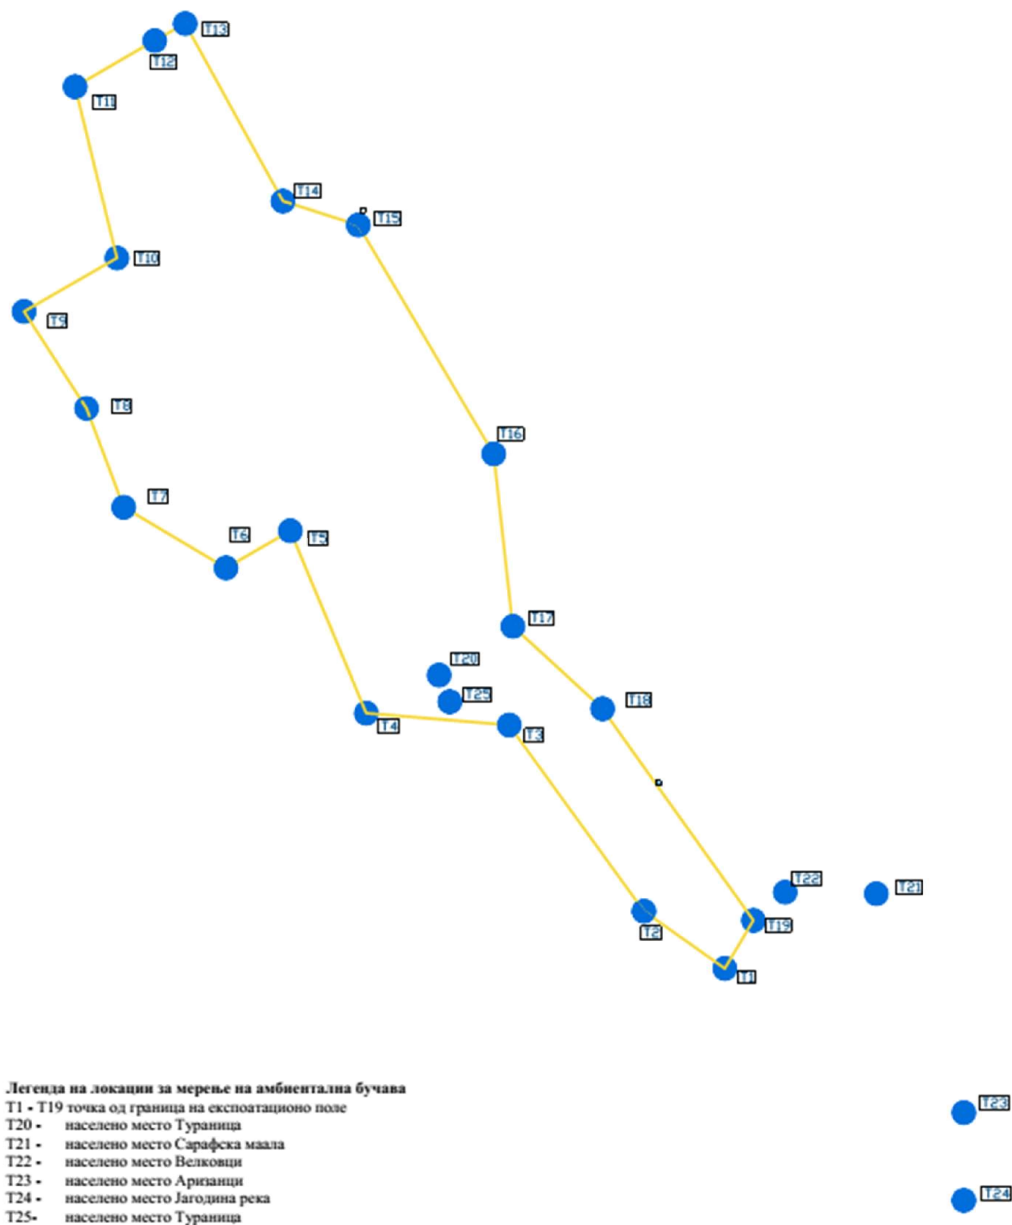 T13
T12
T11
T14
T15
T10
T9
T8
T16
T7
T6
T5
T17
T20
T25
T18
T4
T3
T22
T21
T19
T2
T1
Легенда на локации за мерење на амбиентална бучава
T1 - T19 точка од граница на експоатационо поле
T20 - населено место Тураница
T21 - населено место Сарафска маала
T22 - населено место Велковци
T23 - населено место Аризанци
T24 - населено место Јагодина река
T25- населено место Тураница
T23
T24